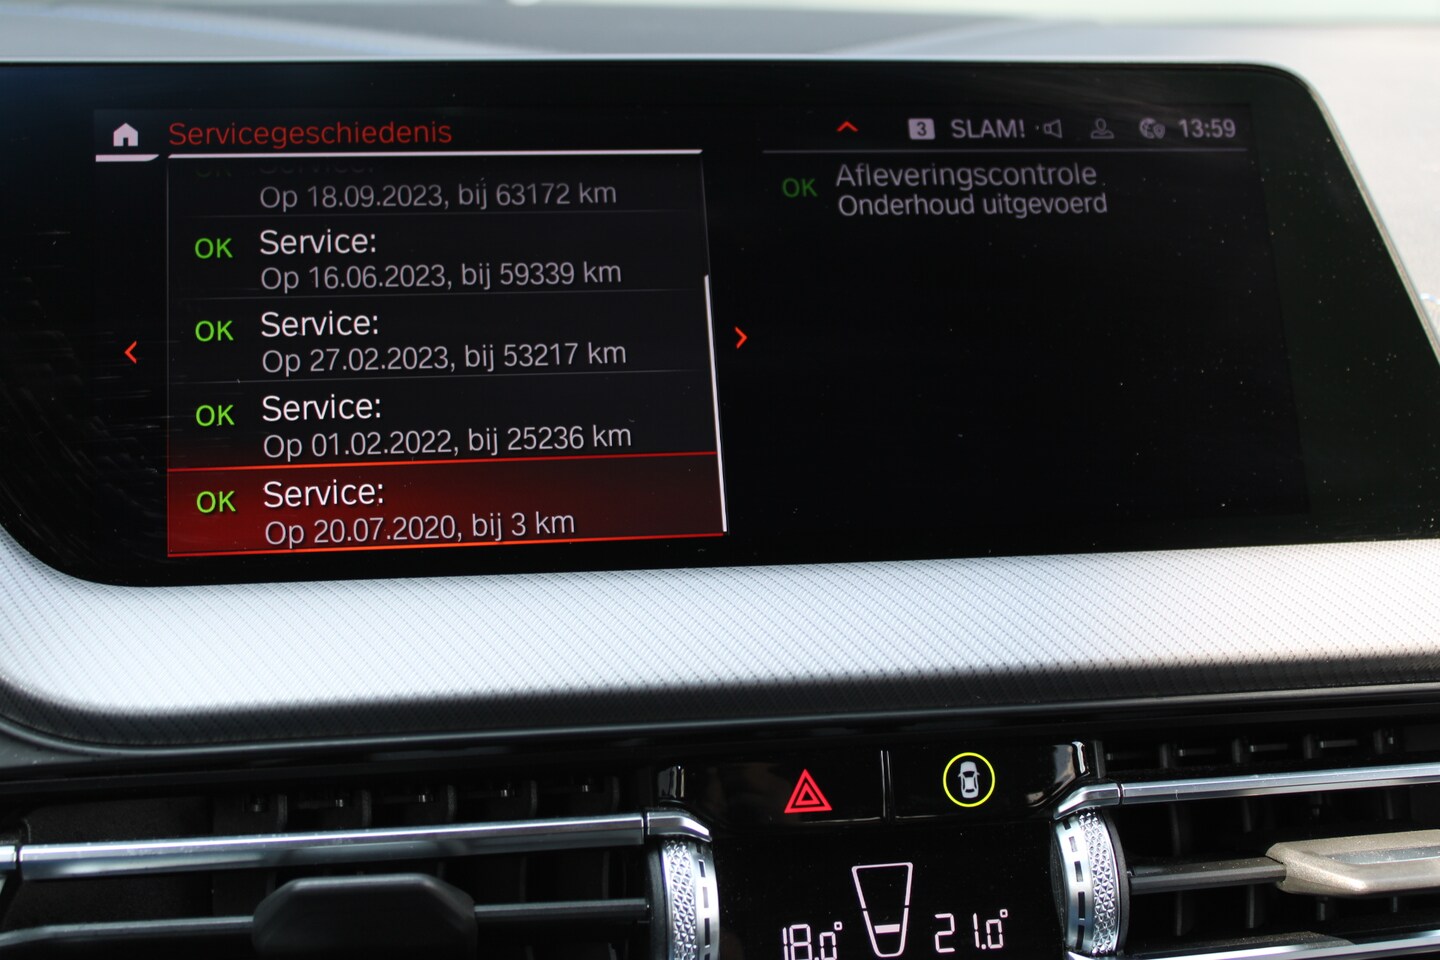 Servicegeschiedenis
3 SLAM! 13:59
Service:
Op 18.09.2023, bij 63172 km
OK Service:
Op 16.06.2023, bij 59339 km
OK Service:
Op 27.02.2023, bij 53217 km
OK Service:
Op 01.02.2022, bij 25236 km
OK Service:
Op 20.07.2020, bij 3 km
OK Afleveringscontrole
Onderhoud uitgevoerd
18.0° 21.0°